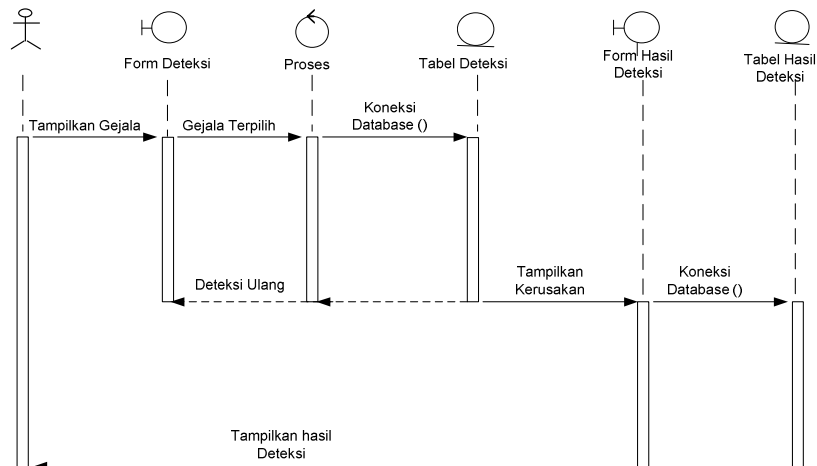 Form Deteksi
Proses
Tabel Deteksi
Form Hasil
Deteksi
Tabel Hasil
Deteksi
Tampilkan Gejala
Gejala Terpilih
Koneksi
Database ()
Deteksi Ulang
Tampilkan
Kerusakan
Koneksi
Database ()
Tampilkan hasil
Deteksi